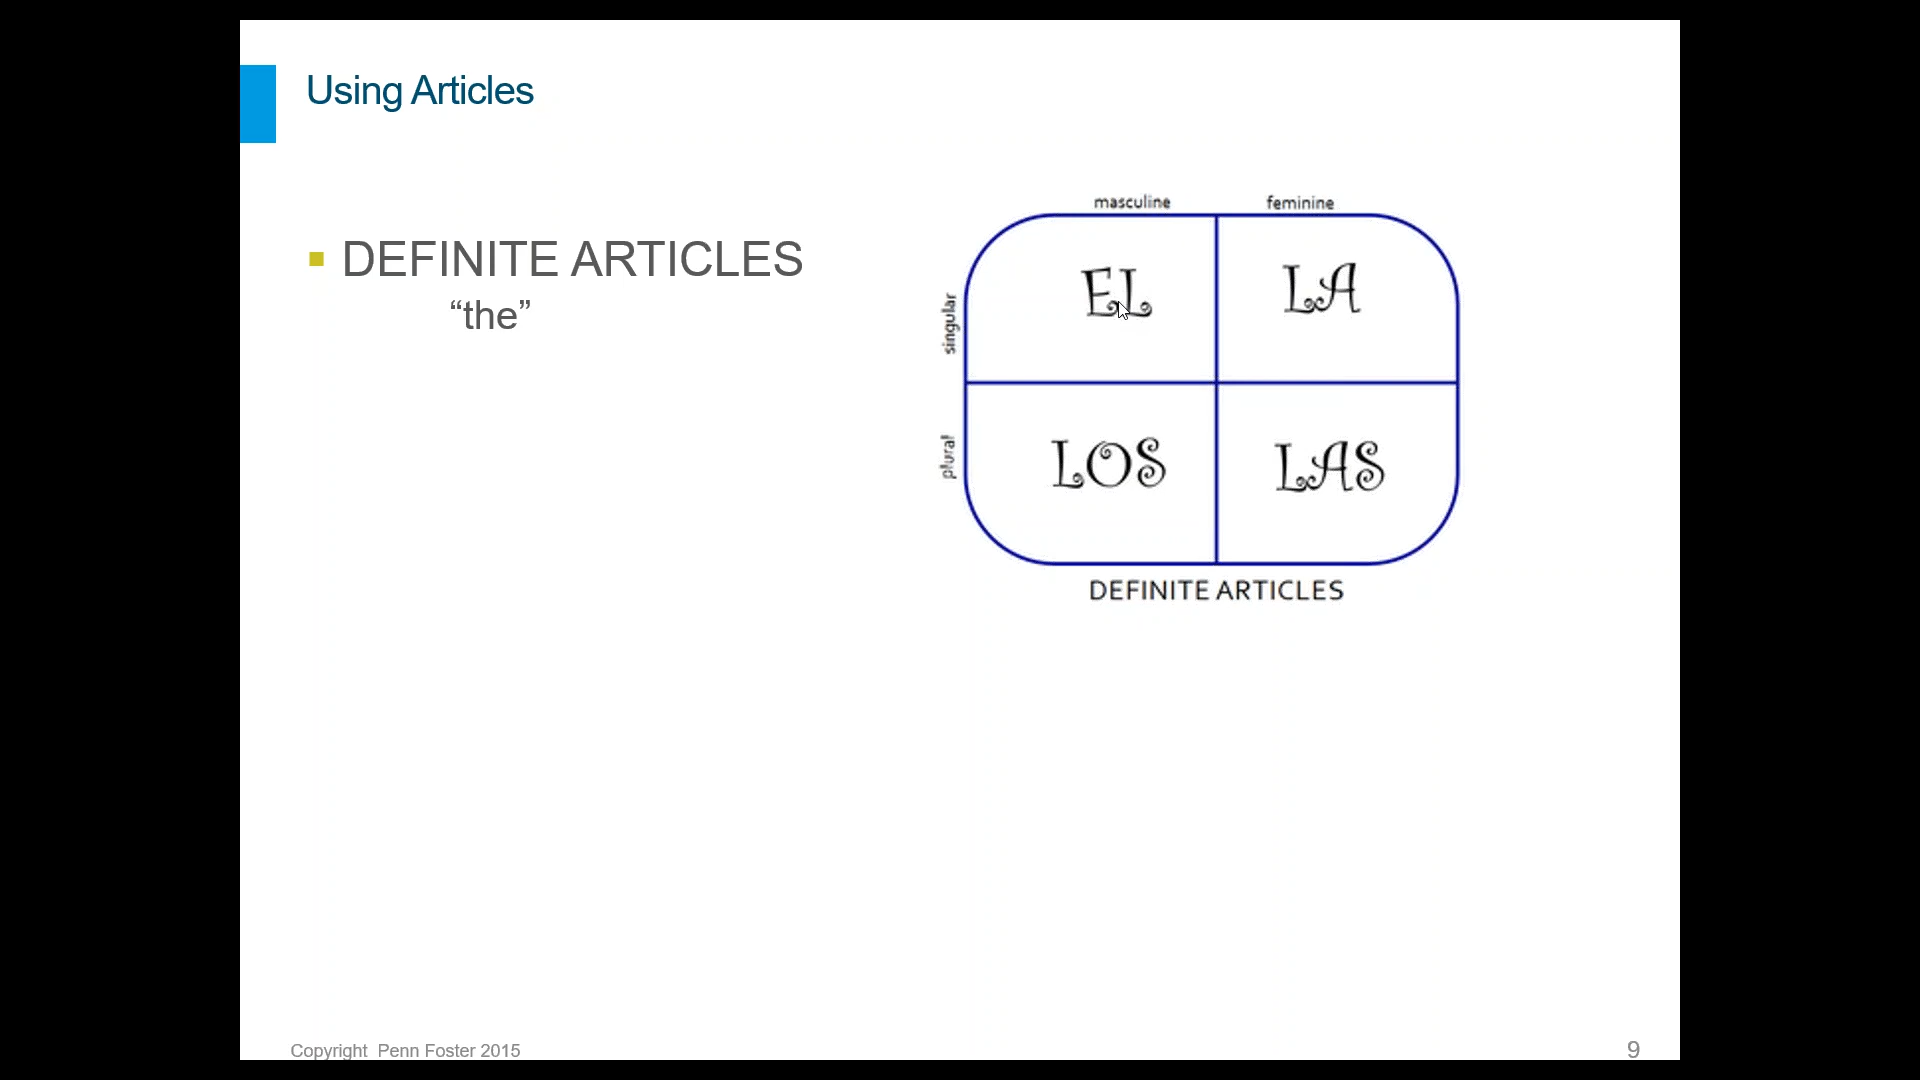 Using Articles
DEFINITE ARTICLES
“the”
masculine feminine
singular
EL LA
plural
LOS LAS
DEFINITE ARTICLES
Copyright Penn Foster 2015
9